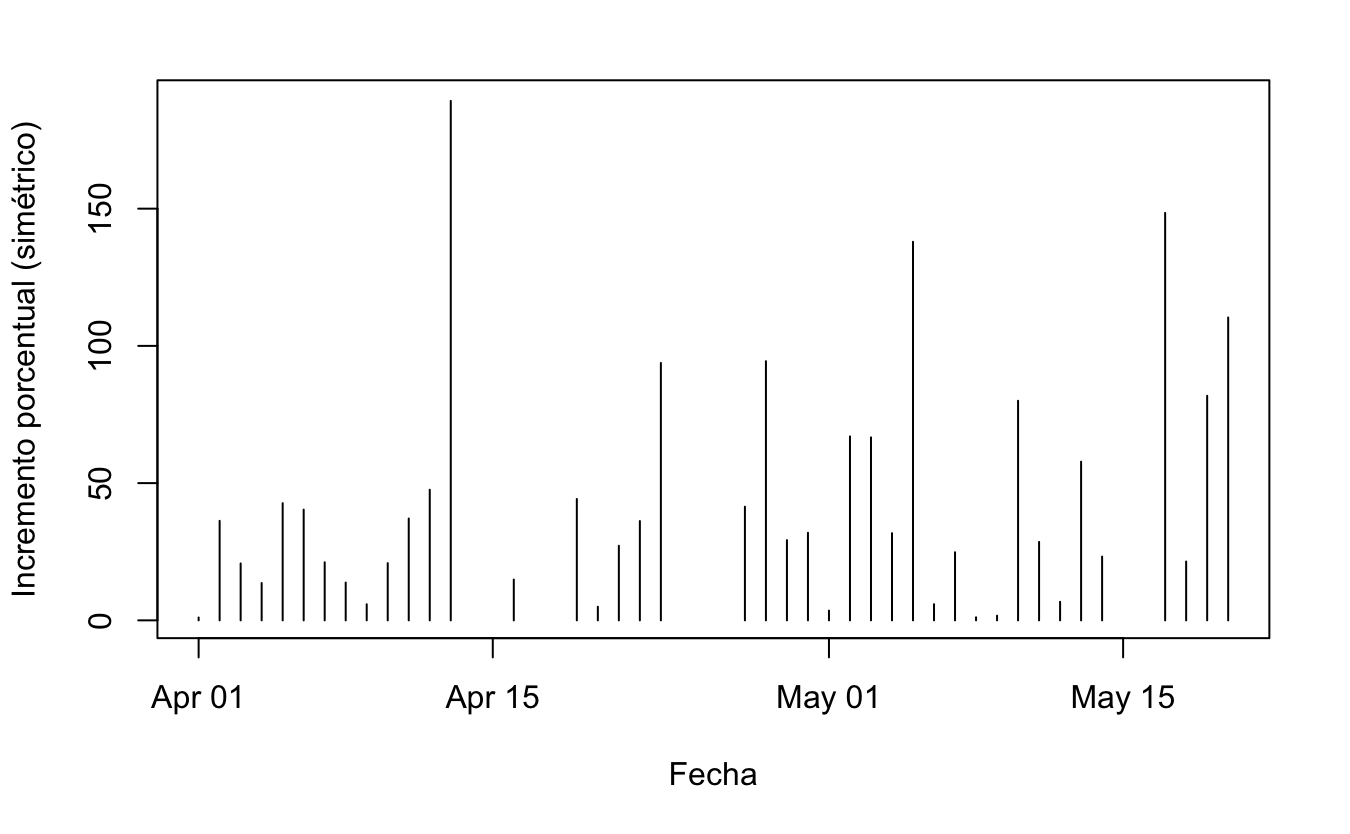 Incremento porcentual (simétrico)
150
100
50
0
Apr 01
Apr 15
May 01
May 15
Fecha